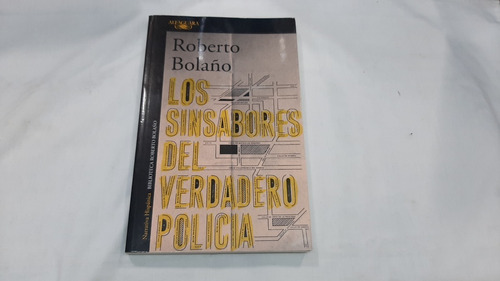 ALFAGUARA
Roberto
Bolaño
LOS
SINSABORES
DEL
VERDADERO
POLICIA
Narrativa Hispánica BIBLIOTECA ROBERTO BOLAÑO